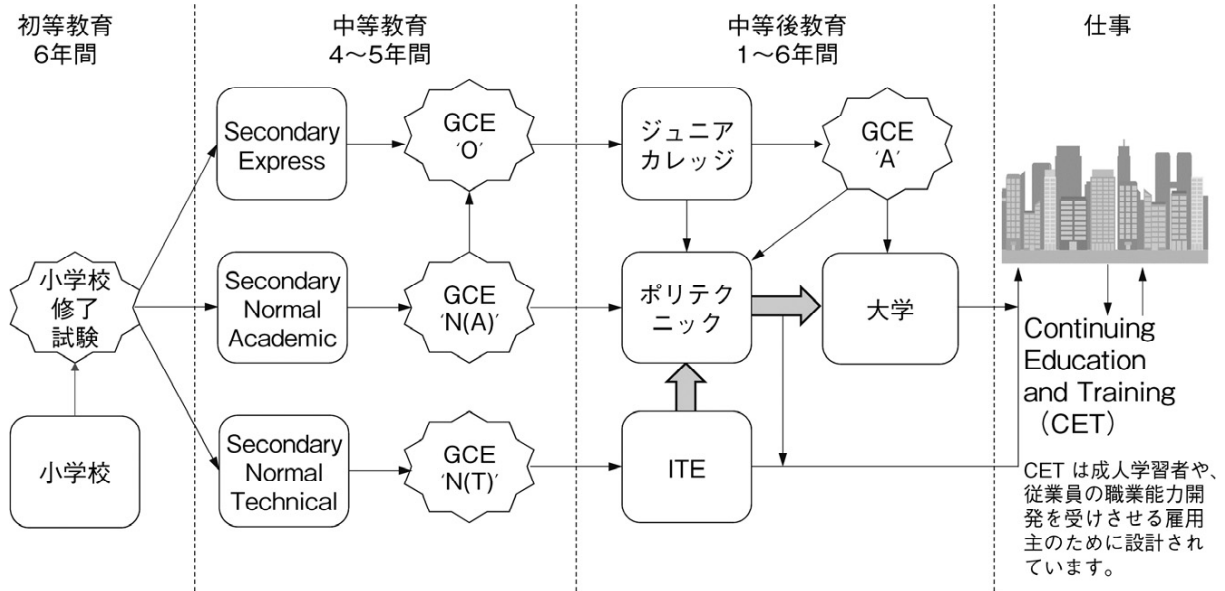 初等教育
6年間
中等教育
4〜5年間
中等後教育
1〜6年間
仕事
Secondary
Express
GCE
‘O’
ジュニア
カレッジ
GCE
‘A’
小学校
修了
試験
Secondary
Normal
Academic
GCE
‘N(A)’
ポリテク
ニック
大学
Continuing
Education
and Training
（CET）
小学校
Secondary
Normal
Technical
GCE
‘N(T)’
ITE
CET は成人学習者や、
従業員の職業能力開
発を受けさせる雇用
主のために設計され
ています。